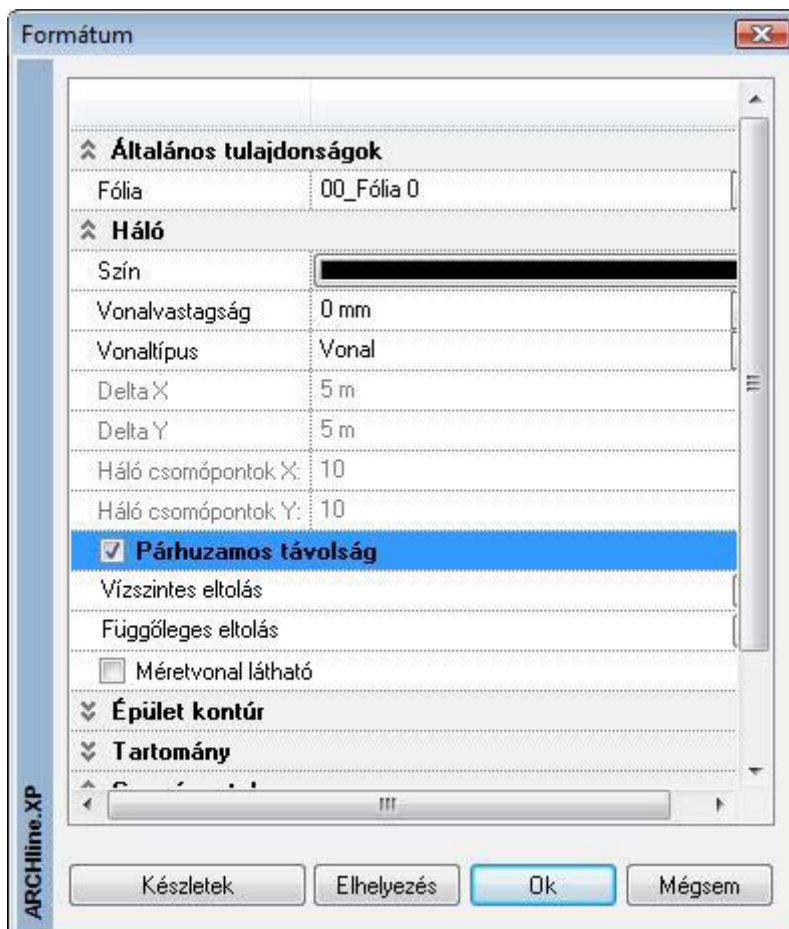 Formátum
Általános tulajdonságok
Fólia 00_Fólia 0
Háló
Szín
Vonalvastagság 0 mm
Vonaltípus Vonal
Delta X 5 m
Delta Y 5 m
Háló csomópontok X: 10
Háló csomópontok Y: 10
Párhuzamos távolság
Vízszintes eltolás
Függőleges eltolás
Méretvonal látható
Épület kontúr
Tartomány
ARCHline.XP
Készletek Elhelyezés Ok Mégsem